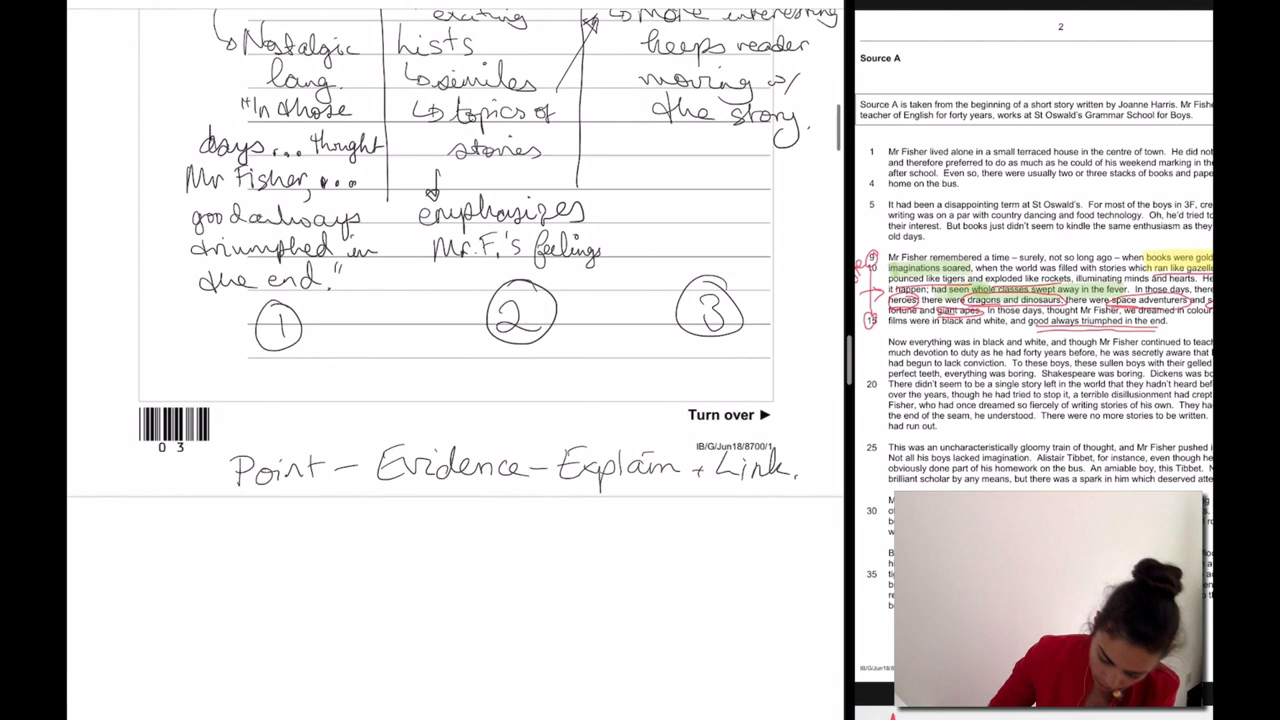 exciting
↳ More interesting
↳ Nostalgic
lang.
"In those
days... thought
Mr Fisher, ...
good always
triumphed in
the end"
lists
↳ similes
↳ topics of
stories
emphasizes
Mr. F.'s feelings
keeps reader
moving w/
the story.
1
2
3
Turn over ►
0 3
IB/G/Jun18/8700/1
Point – Evidence – Explain + Link.
2
Source A
Source A is taken from the beginning of a short story written by Joanne Harris. Mr
teacher of English for forty years, works at St Oswald's Grammar School for Boys.
1 Mr Fisher lived alone in a small terraced house in the centre of town. He did not
and therefore preferred to do as much as he could of his weekend marking in the
after school. Even so, there were usually two or three stacks of books and
4 home on the bus.
5 It had been a disappointing term at St Oswald's. For most of the boys in 3F,
writing was on a par with country dancing and food technology. Oh, he'd tried to
their interest. But books just didn't seem to kindle the same enthusiasm as they
old days.
9 Mr Fisher remembered a time – surely, not so long ago – when books were gold
10 imaginations soared, when the world was filled with stories which ran like
pounced like tigers and exploded like rockets, illuminating minds and hearts.
it happen; had seen whole classes swept away in the fever. In those days,
heroes; there were dragons and dinosaurs; there were space adventurers and
fortune and giant apes. In those days, thought Mr Fisher, we dreamed in colour
15 films were in black and white, and good always triumphed in the end.
Now everything was in black and white, and though Mr Fisher continued to
much devotion to duty as he had forty years before, he was secretly aware that
had begun to lack conviction. To these boys, these sullen boys with their gelled
perfect teeth, everything was boring. Shakespeare was boring. Dickens was
20 There didn't seem to be a single story left in the world that they hadn't heard
over the years, though he had tried to stop it, a terrible disillusionment had crept
Fisher, who had once dreamed so fiercely of writing stories of his own. They
the end of the seam, he understood. There were no more stories to be written.
had run out.
25 This was an uncharacteristically gloomy train of thought, and Mr Fisher pushed
Not all his boys lacked imagination. Alistair Tibbet, for instance, even though
obviously done part of his homework on the bus. An amiable boy, this Tibbet.
brilliant scholar by any means, but there was a spark in him which deserved
30
35